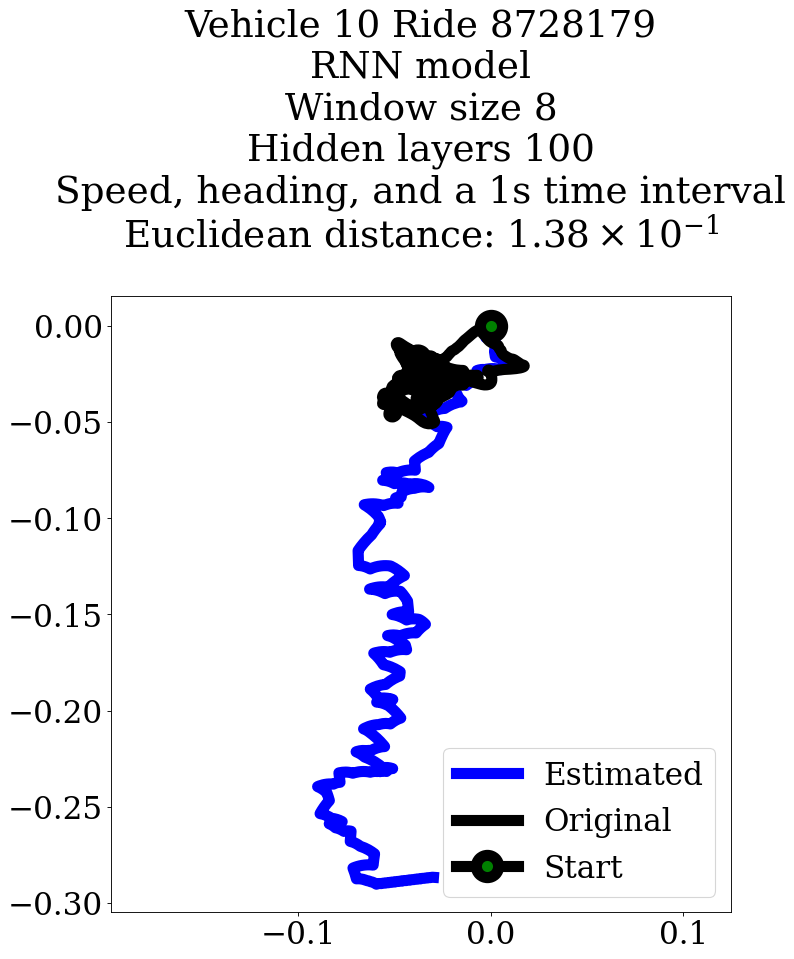 Vehicle 10 Ride 8728179
RNN model
Window size 8
Hidden layers 100
Speed, heading, and a 1s time interval
Euclidean distance: 1.38 × 10⁻¹
0.00
−0.05
−0.10
−0.15
−0.20
−0.25
−0.30
−0.1
0.0
0.1
Estimated
Original
Start